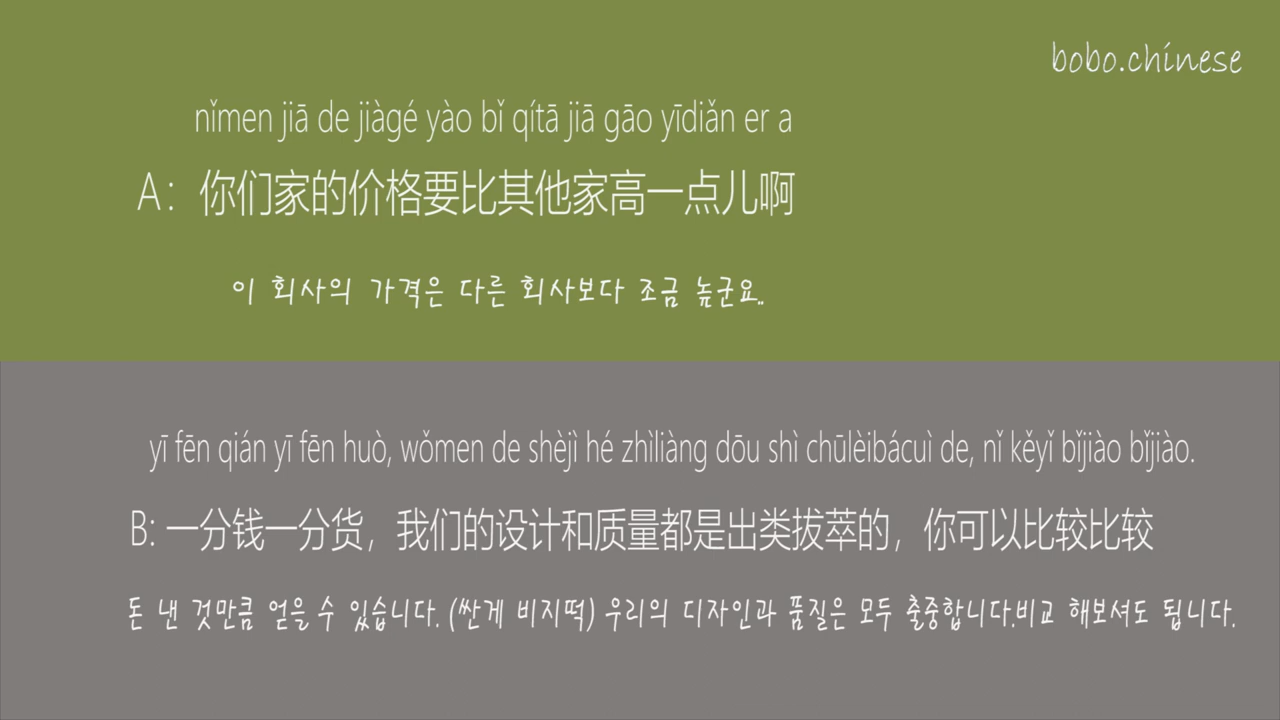 bobo.chinese
nǐmen jiā de jiàgé yào bǐ qítā jiā gāo yīdiǎn er a
A：你们家的价格要比其他家高一点儿啊
이 회사의 가격은 다른 회사보다 조금 높군요..
yī fēn qián yī fēn huò, wǒmen de shèjì hé zhìliàng dōu shì chūlèibácuì de, nǐ kěyǐ bǐjiào bǐjiào.
B: 一分钱一分货，我们的设计和质量都是出类拔萃的，你可以比较比较
돈 낸 것만큼 얻을 수 있습니다. (싼게 비지떡) 우리의 디자인과 품질은 모두 출중합니다.비교 해보셔도 됩니다.